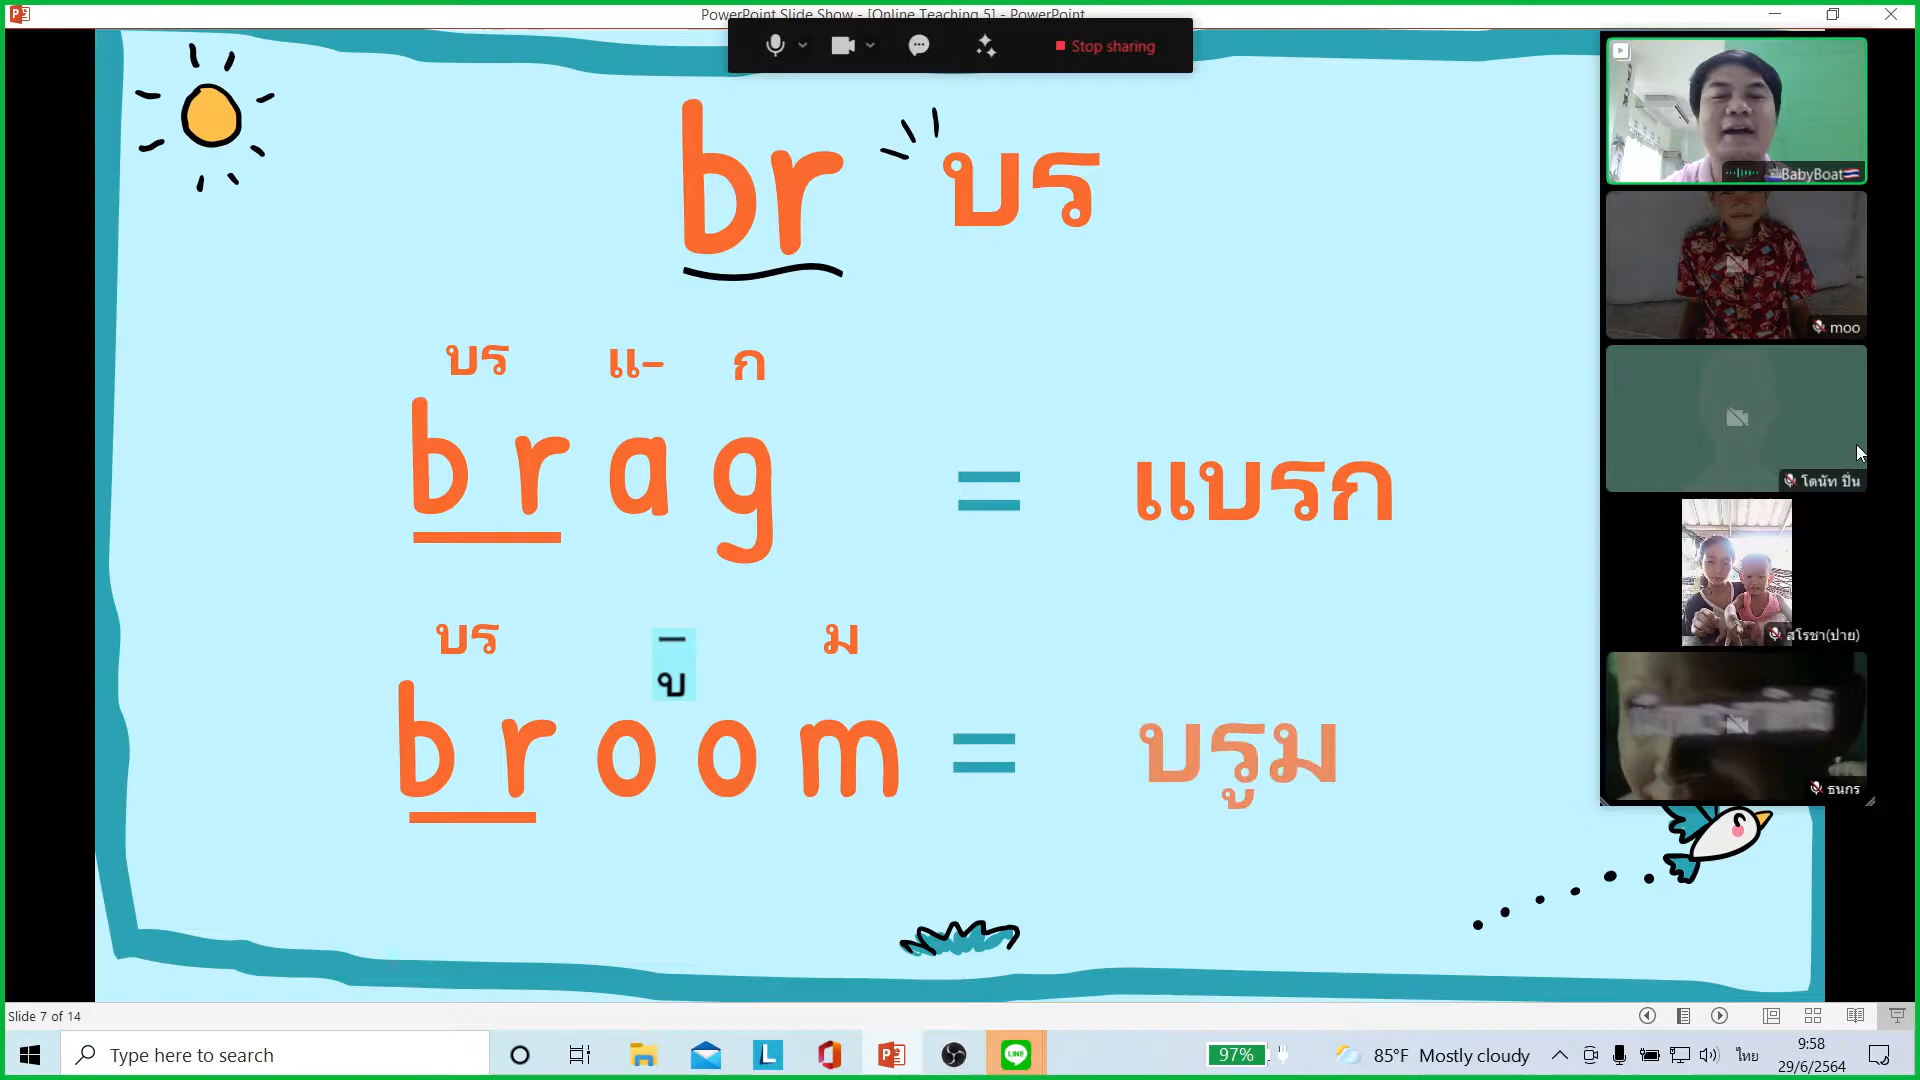 PowerPoint Slide Show - [Online Teaching 5] - PowerPoint
Stop sharing
br บร
บร แ- ก
brag = แบรก
บร ม
broom = บรูม
BabyBoat
moo
โดนัท ปิ่น
สโรชา(ปาย)
ธนกร
Slide 7 of 14
Type here to search
97%
85°F Mostly cloudy
ไทย
9:58
29/6/2564
LINE